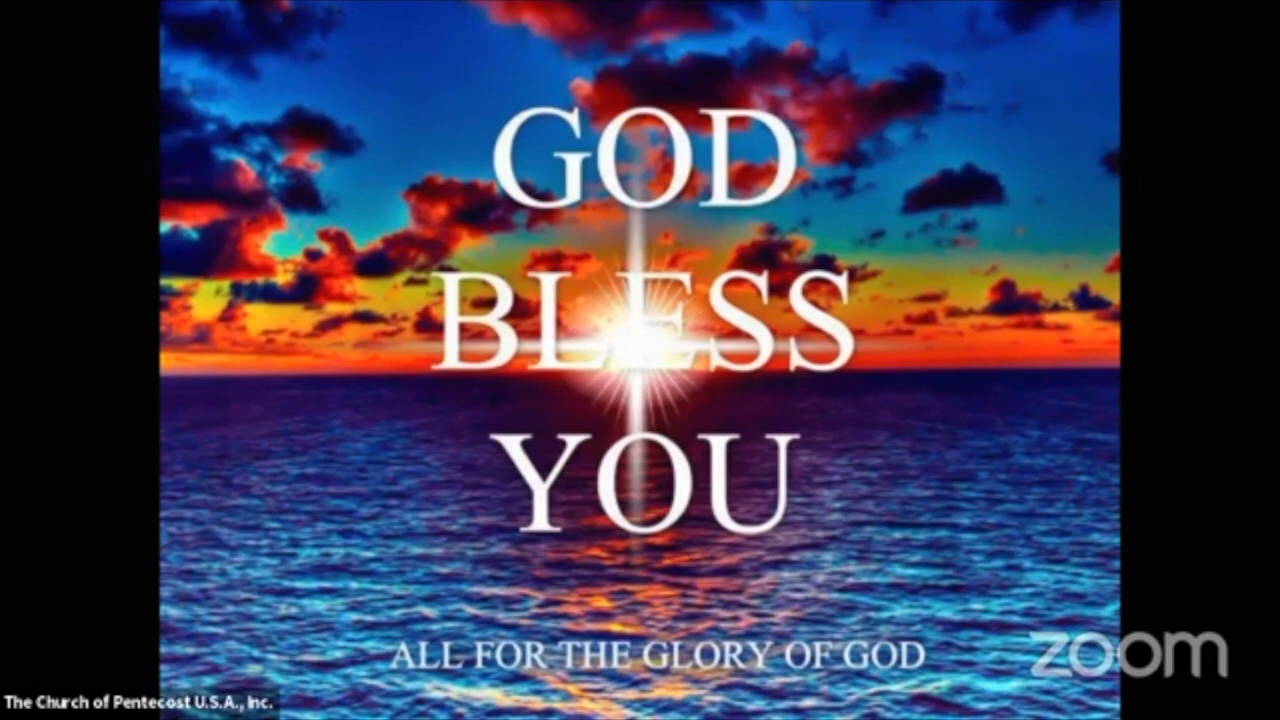 GOD
BLESS
YOU
ALL FOR THE GLORY OF GOD
zoom
The Church of Pentecost U.S.A., Inc.